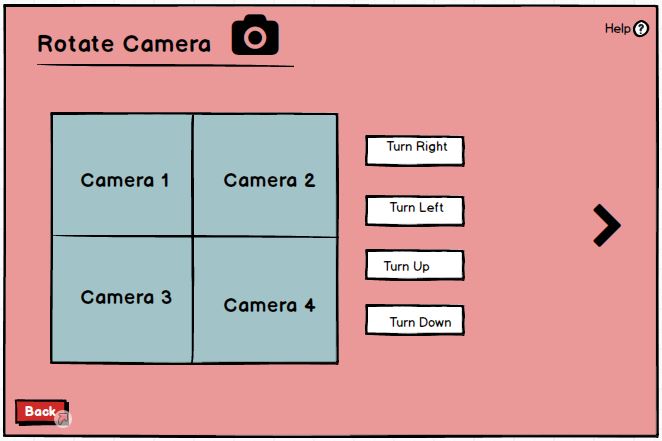 Rotate Camera
Help ?
Camera 1
Camera 2
Camera 3
Camera 4
Turn Right
Turn Left
Turn Up
Turn Down
Back